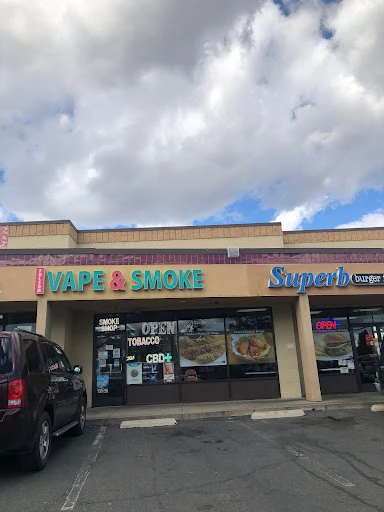 VAPE & SMOKE
Superb burger
SMOKE
SHOP
OPEN
TOBACCO
CBD+
OPEN